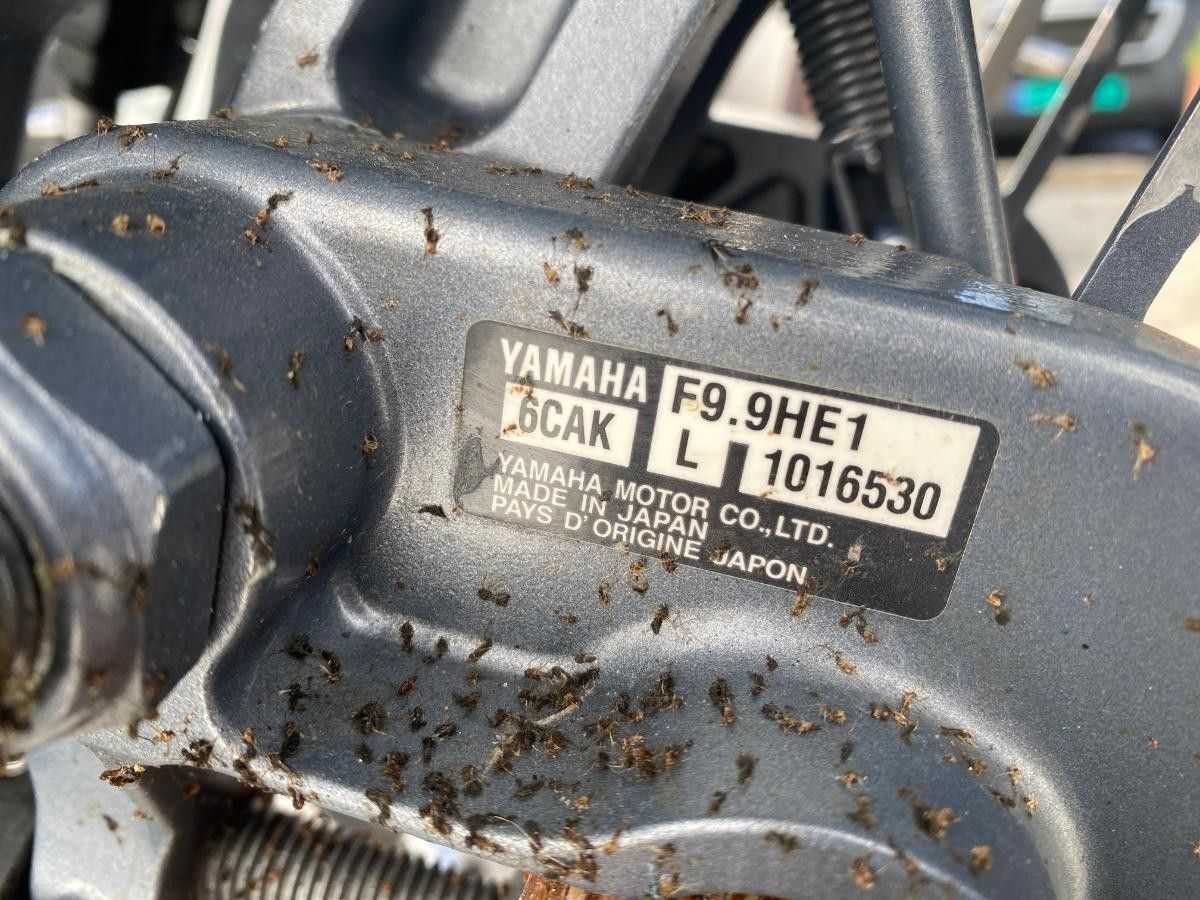 YAMAHA
6CAK
F9.9HE1
L 1016530
YAMAHA MOTOR CO.,LTD.
MADE IN JAPAN
PAYS D'ORIGINE JAPON